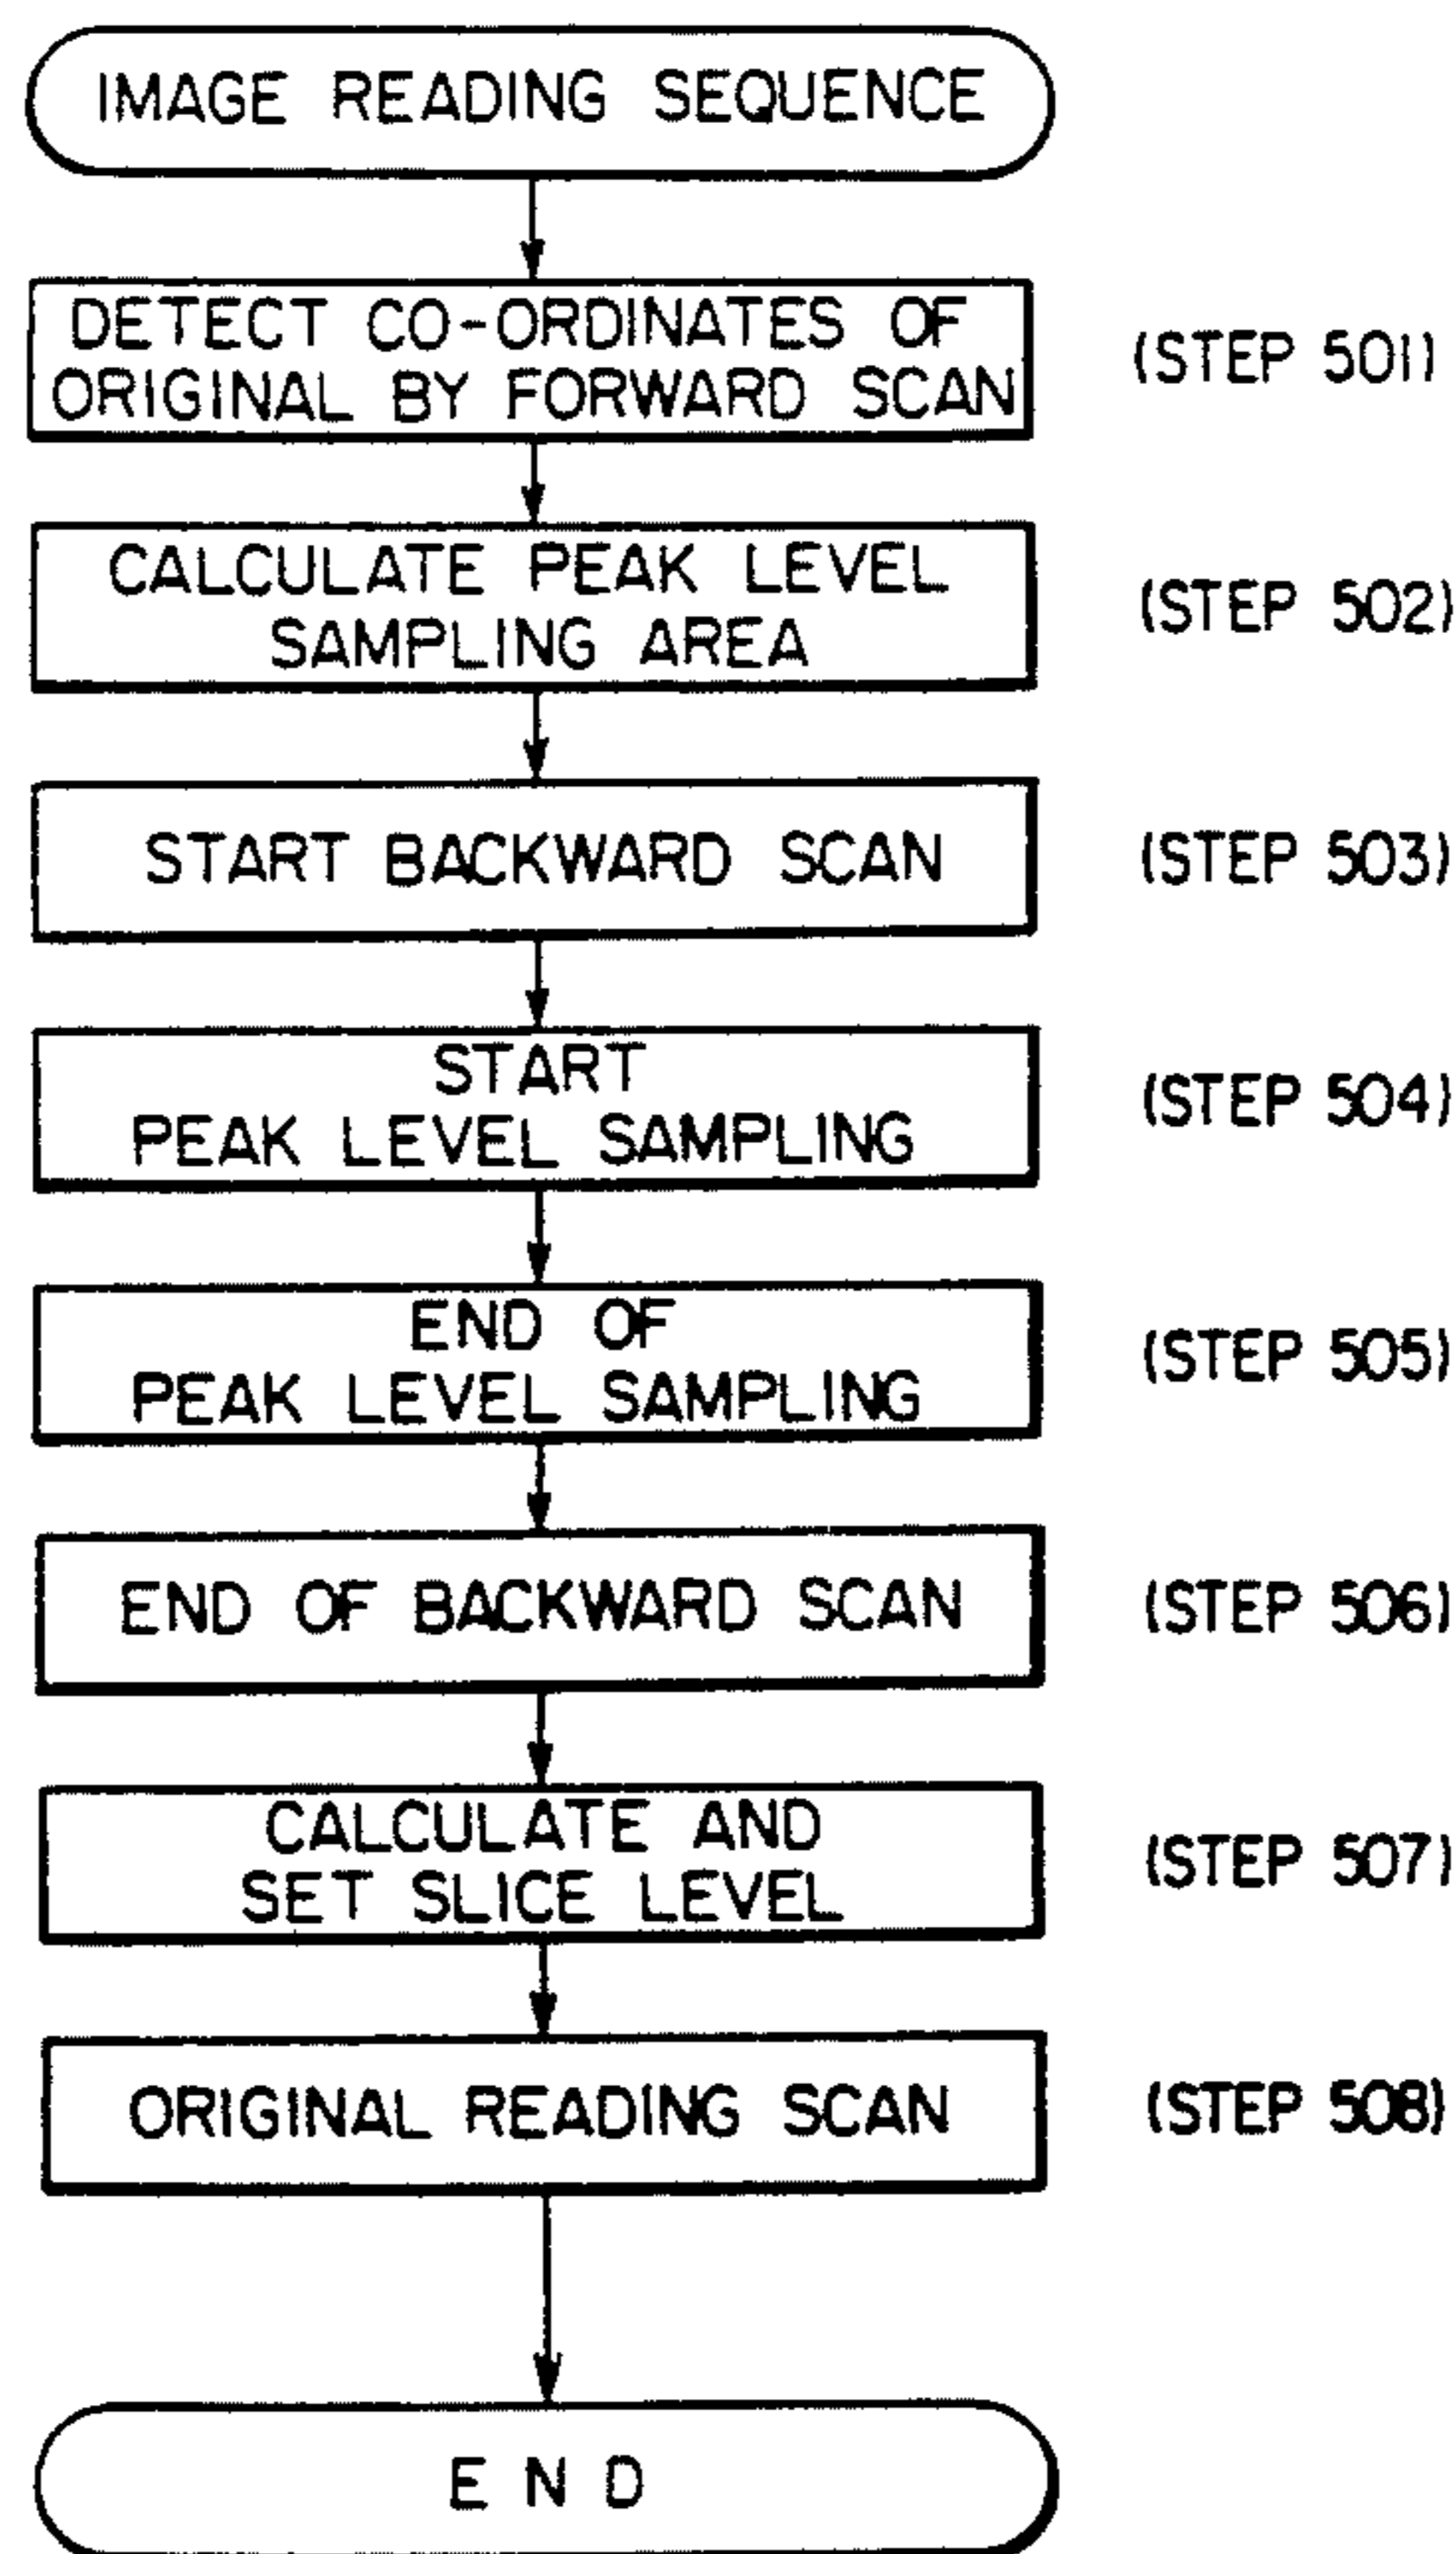 IMAGE READING SEQUENCE
DETECT CO-ORDINATES OF
ORIGINAL BY FORWARD SCAN
(STEP 501)
CALCULATE PEAK LEVEL
SAMPLING AREA
(STEP 502)
START BACKWARD SCAN
(STEP 503)
START
PEAK LEVEL SAMPLING
(STEP 504)
END OF
PEAK LEVEL SAMPLING
(STEP 505)
END OF BACKWARD SCAN
(STEP 506)
CALCULATE AND
SET SLICE LEVEL
(STEP 507)
ORIGINAL READING SCAN
(STEP 508)
END